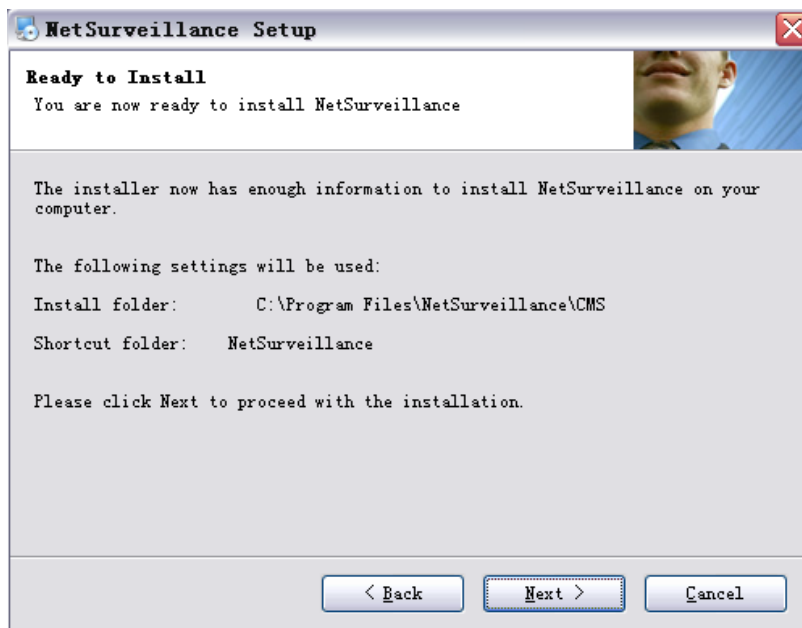 NetSurveillance Setup
Ready to Install
You are now ready to install NetSurveillance
The installer now has enough information to install NetSurveillance on your
computer.
The following settings will be used:
Install folder: C:\Program Files\NetSurveillance\CMS
Shortcut folder: NetSurveillance
Please click Next to proceed with the installation.
< Back
Next >
Cancel